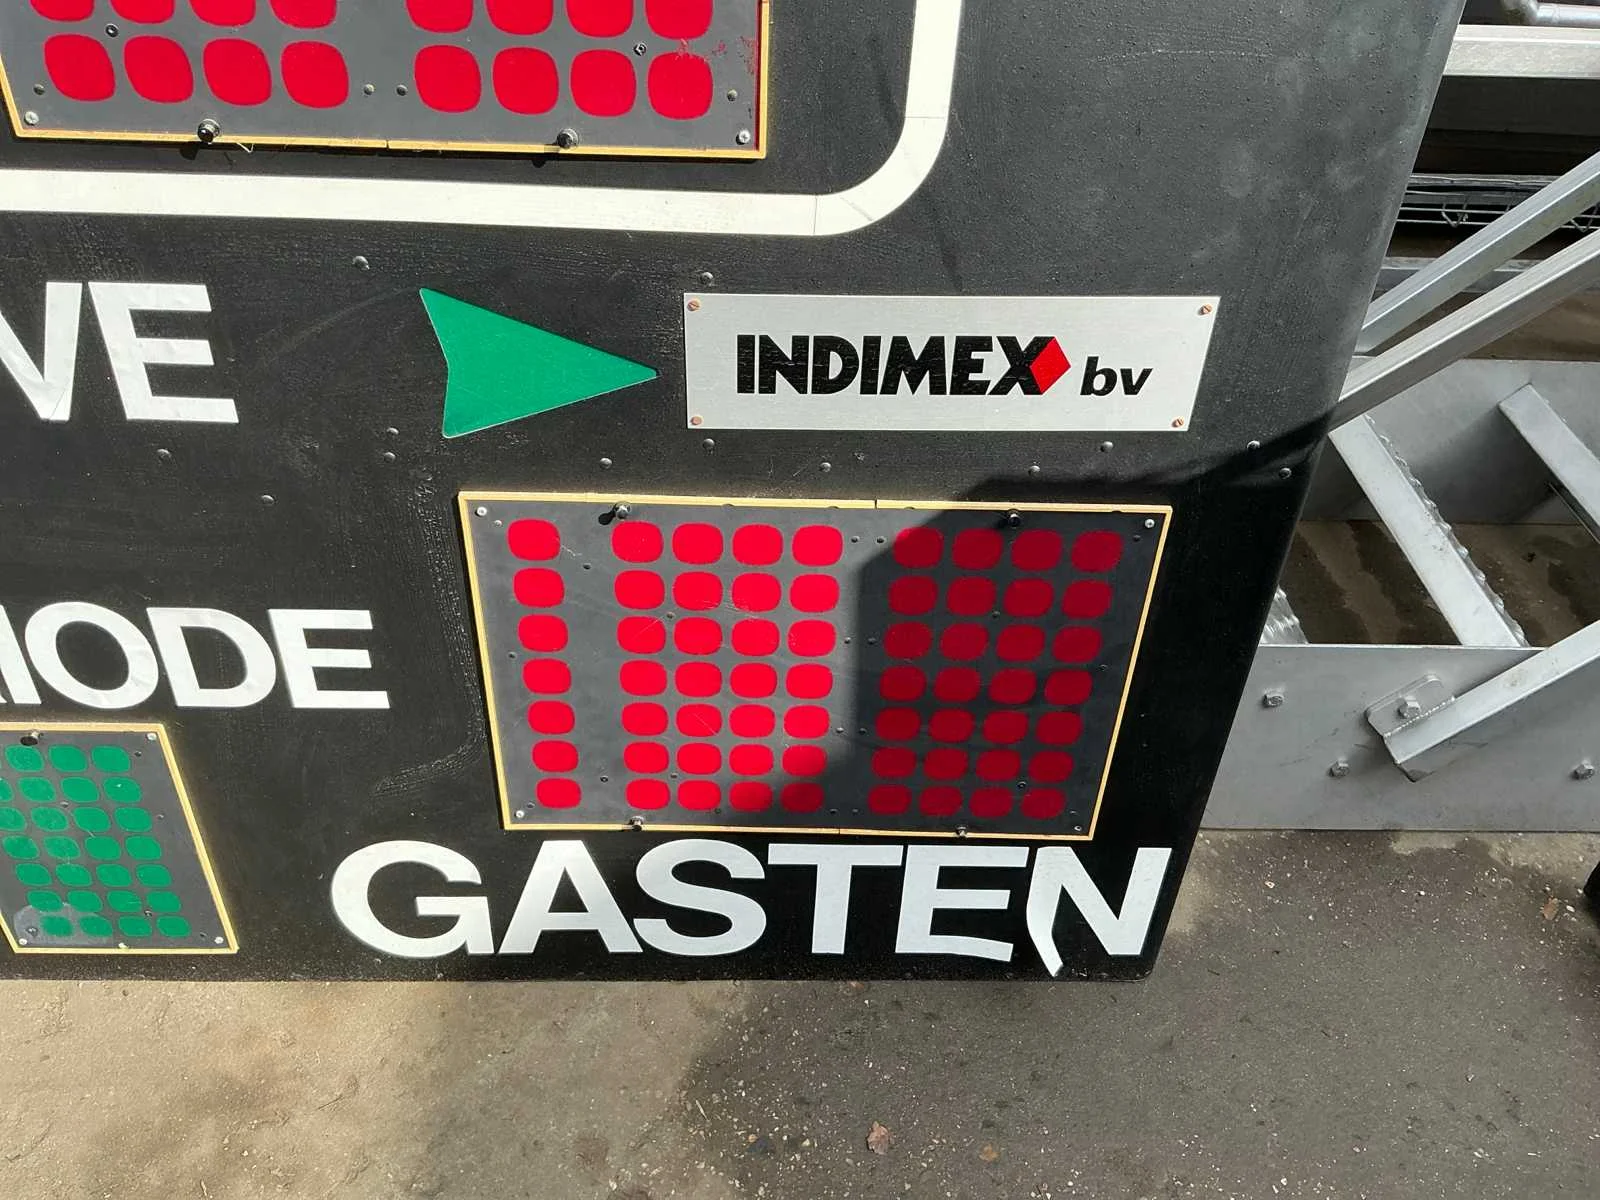 VE
INDIMEX bv
IODE
GASTEN